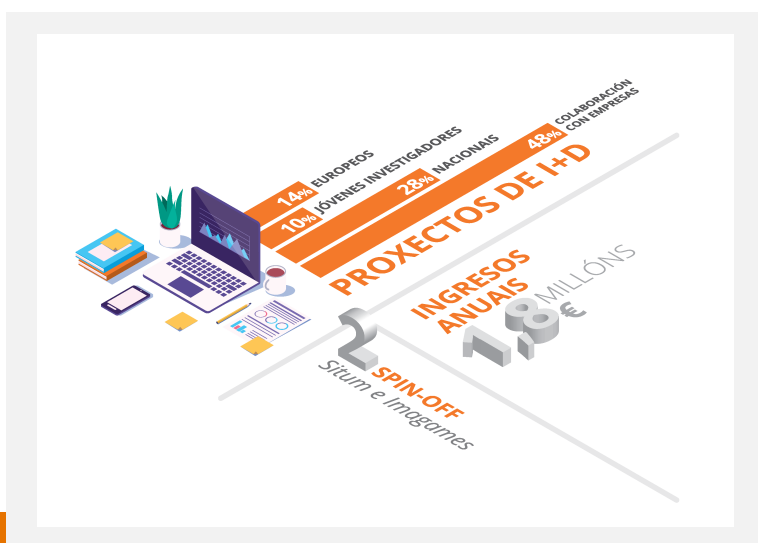 14% EUROPEOS
10% JÓVENES INVESTIGADORES
28% NACIONAIS
48% COLABORACIÓN
CON EMPRESAS
PROXECTOS DE I+D
INGRESOS
ANUAIS
1,8 MILLÓNS
€
2 SPIN-OFF
Situm e Imagames